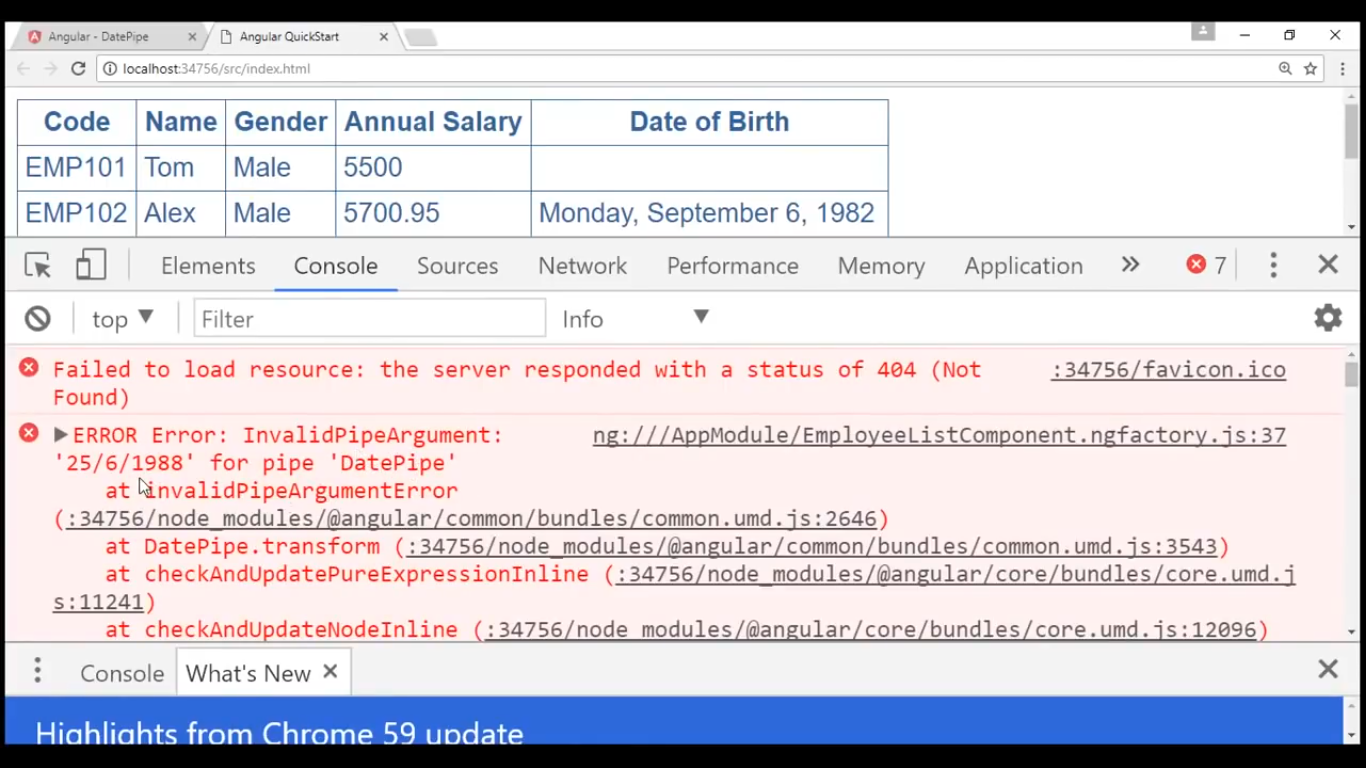 Angular - DatePipe
Angular QuickStart
localhost:34756/src/index.html
Code Name Gender Annual Salary Date of Birth
EMP101 Tom Male 5500
EMP102 Alex Male 5700.95 Monday, September 6, 1982
Elements Console Sources Network Performance Memory Application 7
top Filter Info
Failed to load resource: the server responded with a status of 404 (Not :34756/favicon.ico
Found)
ERROR Error: InvalidPipeArgument: ng:///AppModule/EmployeeListComponent.ngfactory.js:37
'25/6/1988' for pipe 'DatePipe'
at invalidPipeArgumentError
(:34756/node_modules/@angular/common/bundles/common.umd.js:2646)
at DatePipe.transform (:34756/node_modules/@angular/common/bundles/common.umd.js:3543)
at checkAndUpdatePureExpressionInline (:34756/node_modules/@angular/core/bundles/core.umd.j
s:11241)
at checkAndUpdateNodeInline (:34756/node_modules/@angular/core/bundles/core.umd.js:12096)
Console What's New
Highlights from Chrome 59 update